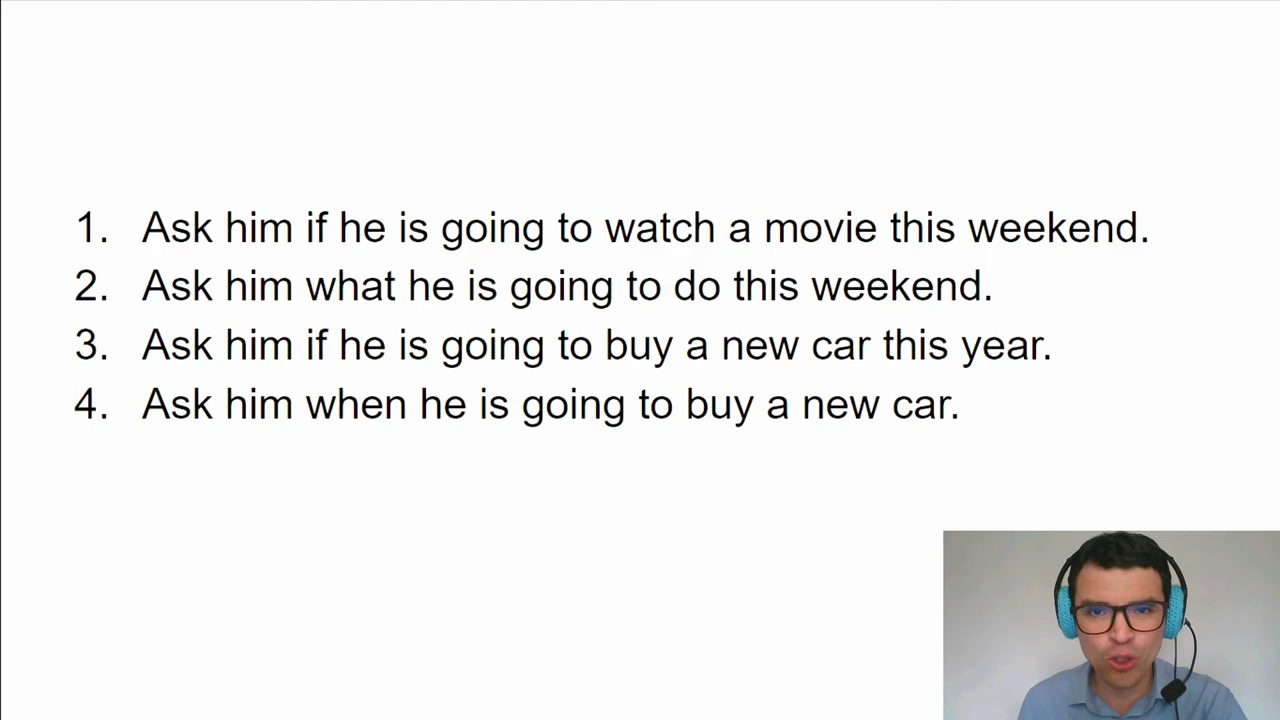 1. Ask him if he is going to watch a movie this weekend.
2. Ask him what he is going to do this weekend.
3. Ask him if he is going to buy a new car this year.
4. Ask him when he is going to buy a new car.